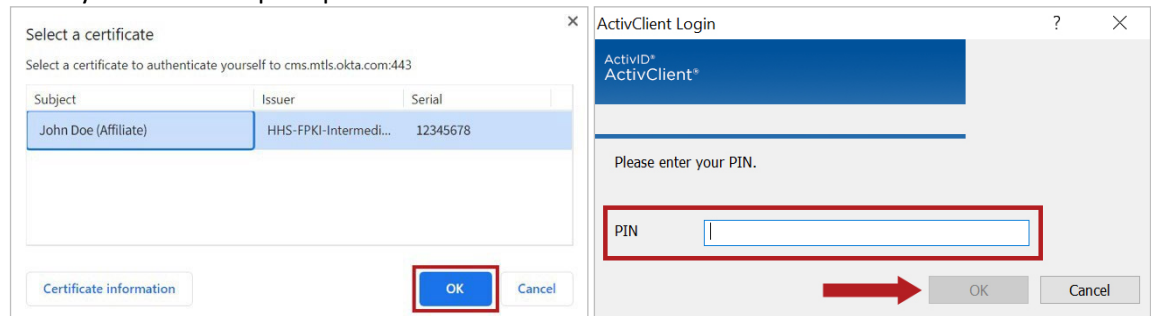 Select a certificate
Select a certificate to authenticate yourself to cms.mtls.okta.com:443
Subject Issuer Serial
John Doe (Affiliate) HHS-FPKI-Intermedi... 12345678
Certificate information OK Cancel
ActivClient Login ?
ActivID®
ActivClient®
Please enter your PIN.
PIN
OK Cancel